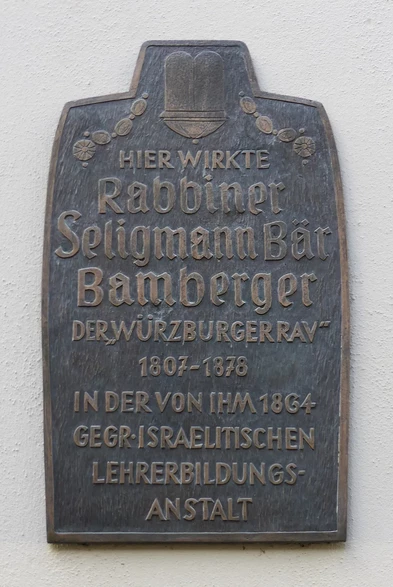 HIER WIRKTE
Rabbiner
Seligmann Bär
Bamberger
DER „WÜRZBURGER RAV“
1807-1878
IN DER VON IHM 1864
GEGR. ISRAELITISCHEN
LEHRERBILDUNGS-
ANSTALT